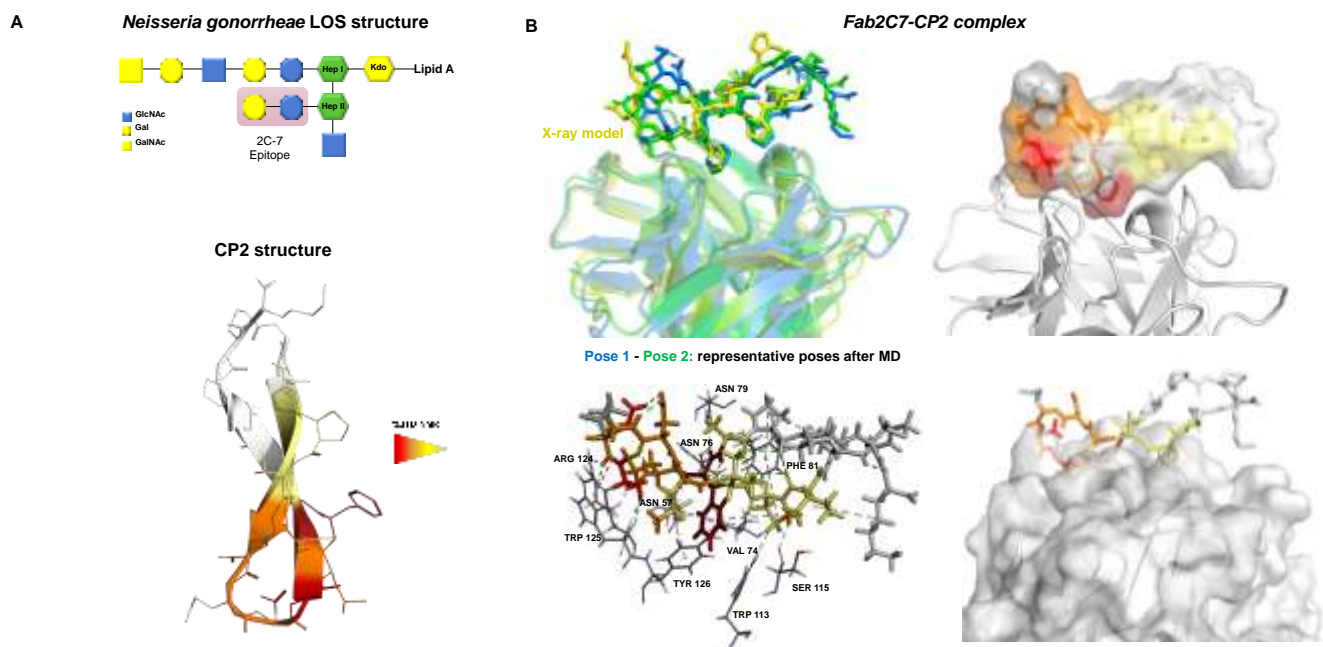 A
Neisseria gonorrheae LOS structure
Hep I
Kdo
Lipid A
Hep II
GlcNAc
Gal
GalNAc
2C-7
Epitope
CP2 structure
B
Fab2C7-CP2 complex
X-ray model
Pose 1 - Pose 2: representative poses after MD
ASN 79
ASN 76
ARG 124
PHE 81
ASN 57
TRP 125
VAL 74
TYR 126
SER 115
TRP 113